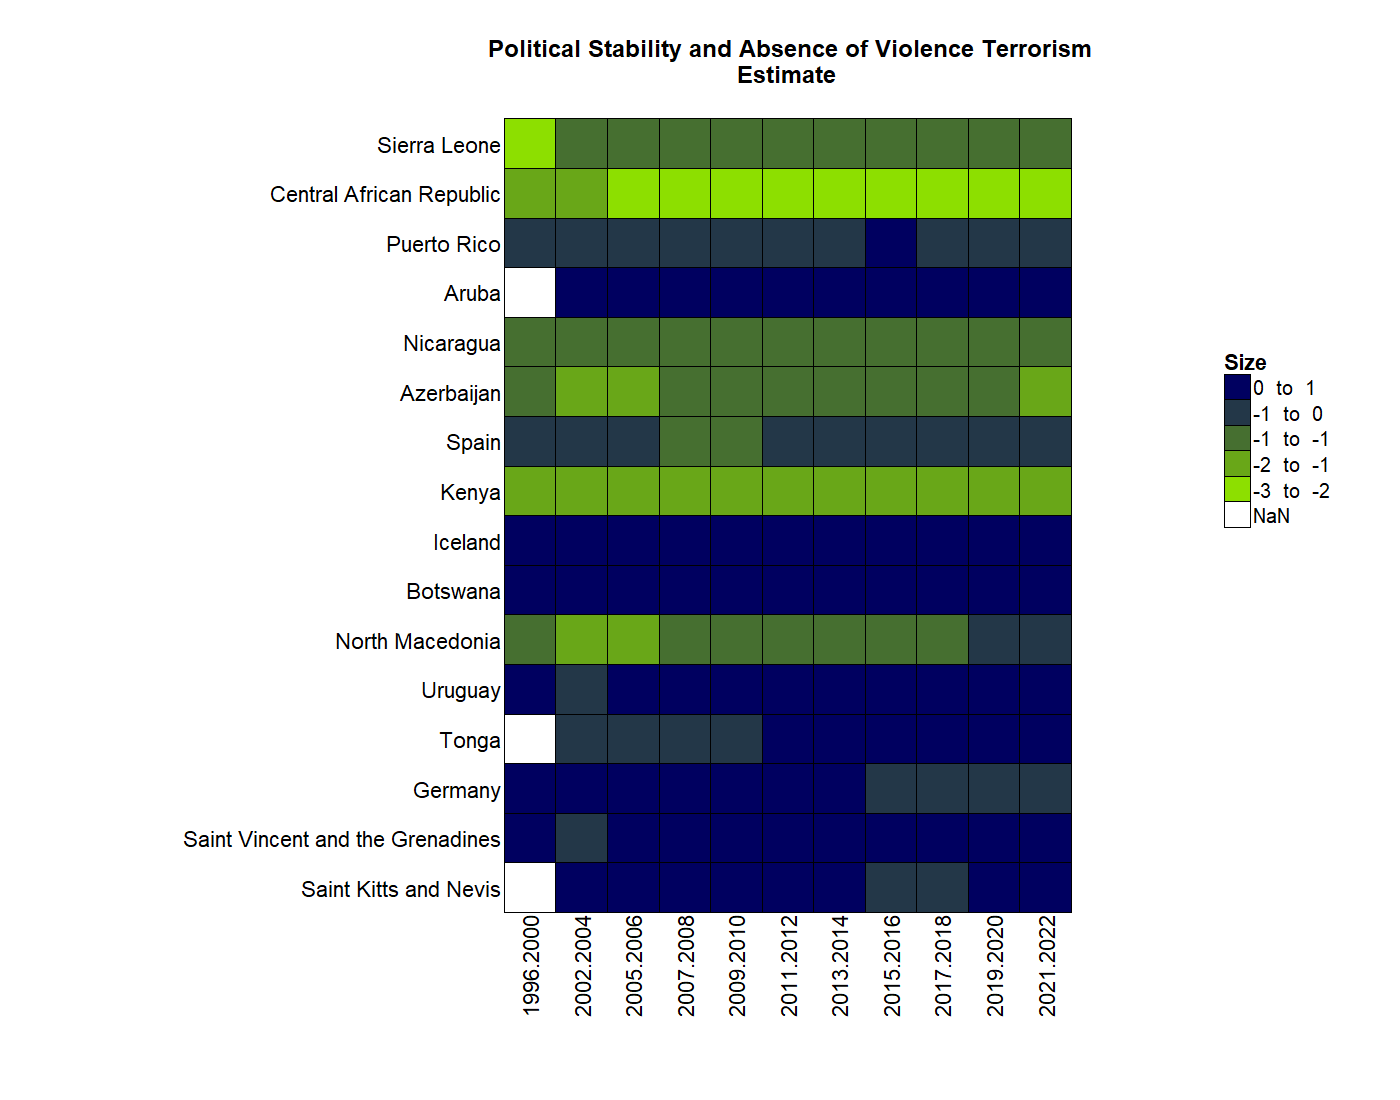 Political Stability and Absence of Violence Terrorism
Estimate
Sierra Leone
Central African Republic
Puerto Rico
Aruba
Nicaragua
Azerbaijan
Spain
Kenya
Iceland
Botswana
North Macedonia
Uruguay
Tonga
Germany
Saint Vincent and the Grenadines
Saint Kitts and Nevis
1996.2000
2002.2004
2005.2006
2007.2008
2009.2010
2011.2012
2013.2014
2015.2016
2017.2018
2019.2020
2021.2022
Size
0 to 1
-1 to 0
-1 to -1
-2 to -1
-3 to -2
NaN